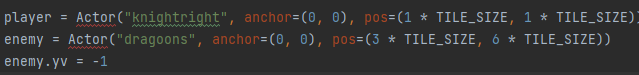 player = Actor("knightright", anchor=(0, 0), pos=(1 * TILE_SIZE, 1 * TILE_SIZE))
enemy = Actor("dragoons", anchor=(0, 0), pos=(3 * TILE_SIZE, 6 * TILE_SIZE))
enemy.yv = -1